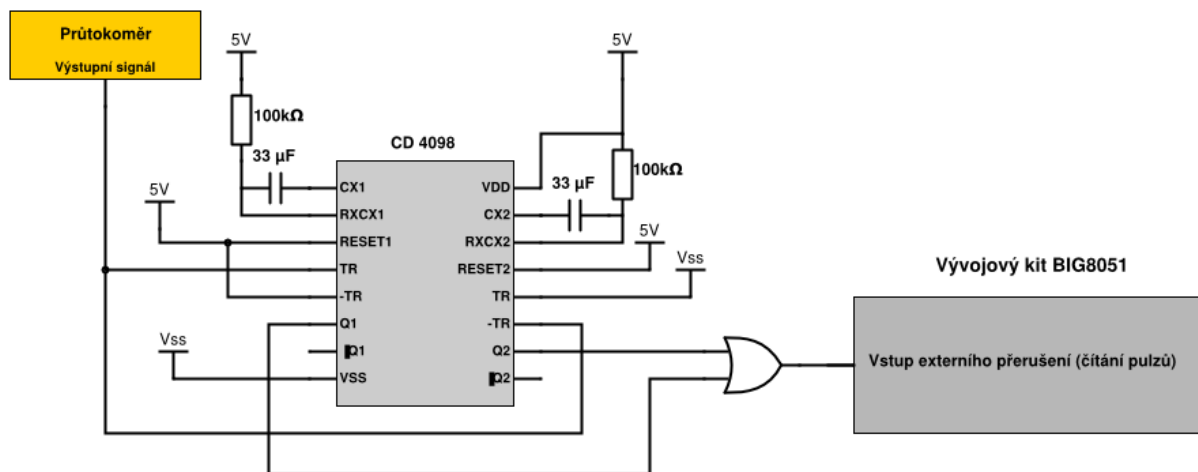 Průtokoměr
Výstupní signál
5V
100kΩ
33 µF
5V
CD 4098
5V
100kΩ
33 µF
CX1
RXCX1
RESET1
TR
-TR
Q1
Q1
VSS
VDD
CX2
RXCX2
RESET2
TR
-TR
Q2
Q2
5V
Vss
Vss
Vývojový kit BIG8051
Vstup externího přerušení (čítání pulzů)